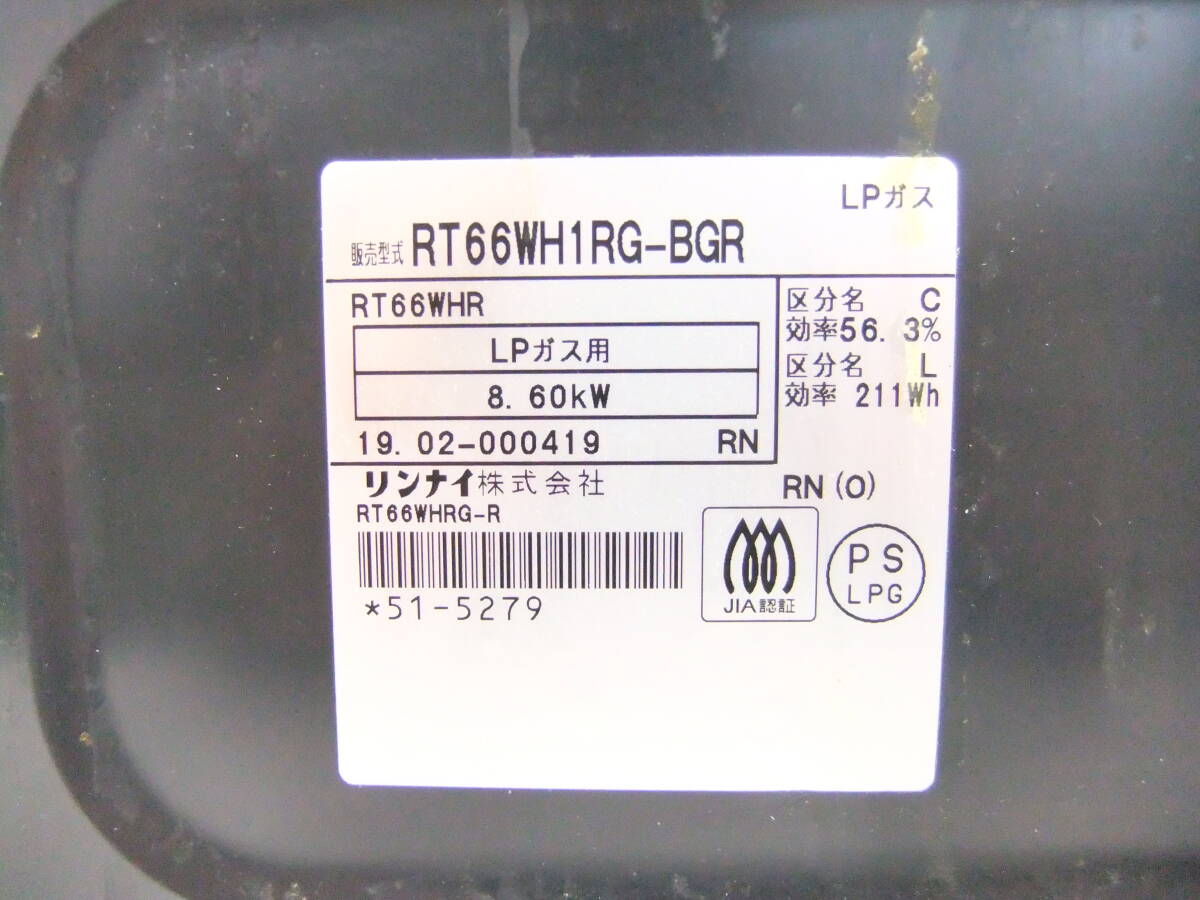 LPガス
販売型式 RT66WH1RG-BGR
RT66WHR
LPガス用
8.60kW
19.02-000419 RN
区分名 C
効率56.3%
区分名 L
効率 211Wh
リンナイ株式会社
RN(0)
RT66WHRG-R
*51-5279
JIA認証
PS
LPG